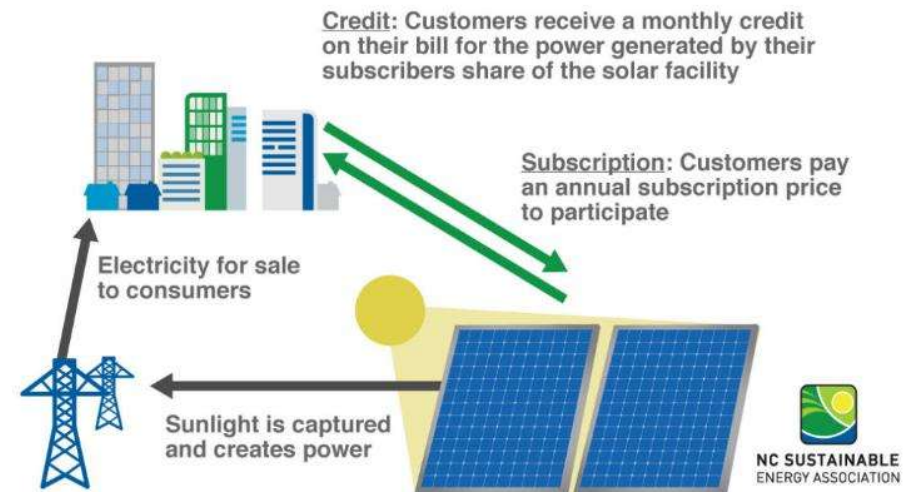 Credit: Customers receive a monthly credit
on their bill for the power generated by their
subscribers share of the solar facility
Subscription: Customers pay
an annual subscription price
to participate
Electricity for sale
to consumers
Sunlight is captured
and creates power
NC SUSTAINABLE
ENERGY ASSOCIATION